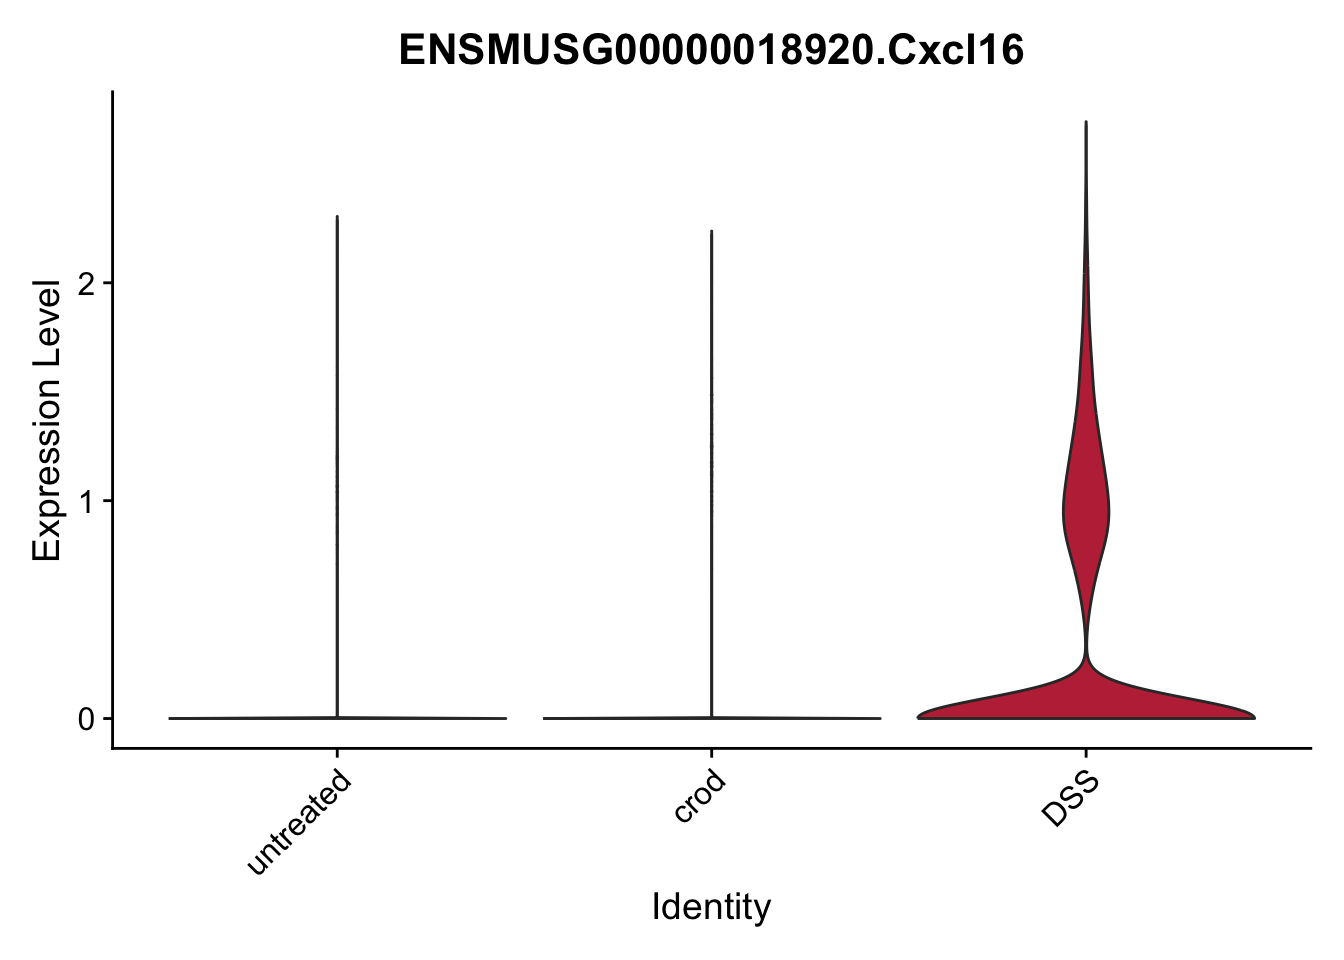 ENSMUSG00000018920.Cxcl16
Expression Level
2
1
0
untreated
crod
DSS
Identity